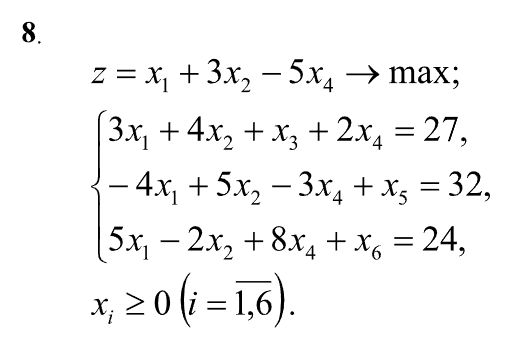 8.
z = x₁ + 3x₂ − 5x₄ → max;
3x₁ + 4x₂ + x₃ + 2x₄ = 27,
− 4x₁ + 5x₂ − 3x₄ + x₅ = 32,
5x₁ − 2x₂ + 8x₄ + x₆ = 24,
xᵢ ≥ 0 (i = 1,6).